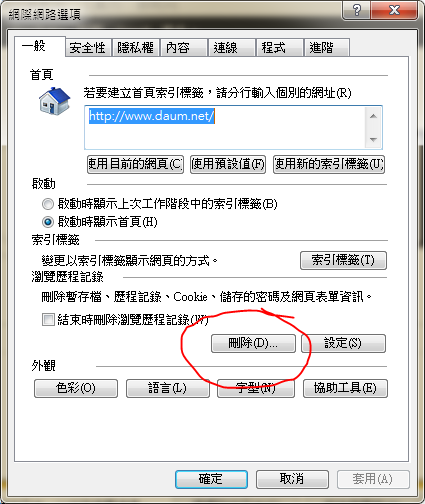 網際網路選項
一般 安全性 隱私權 內容 連線 程式 進階
首頁
若要建立首頁索引標籤，請分行輸入個別的網址(R)
http://www.daum.net/
使用目前的網頁(C 使用預設值(F) 使用新的索引標籤(U)
啟動
啟動時顯示上次工作階段中的索引標籤(B)
啟動時顯示首頁(H)
索引標籤
變更以索引標籤顯示網頁的方式。 索引標籤(T)
瀏覽歷程記錄
刪除暫存檔、歷程記錄、Cookie、儲存的密碼及網頁表單資訊。
結束時刪除瀏覽歷程記錄(W)
刪除(D)... 設定(S)
外觀
色彩(O) 語言(L) 字型(N) 協助工具(E)
確定 取消 套用(A)